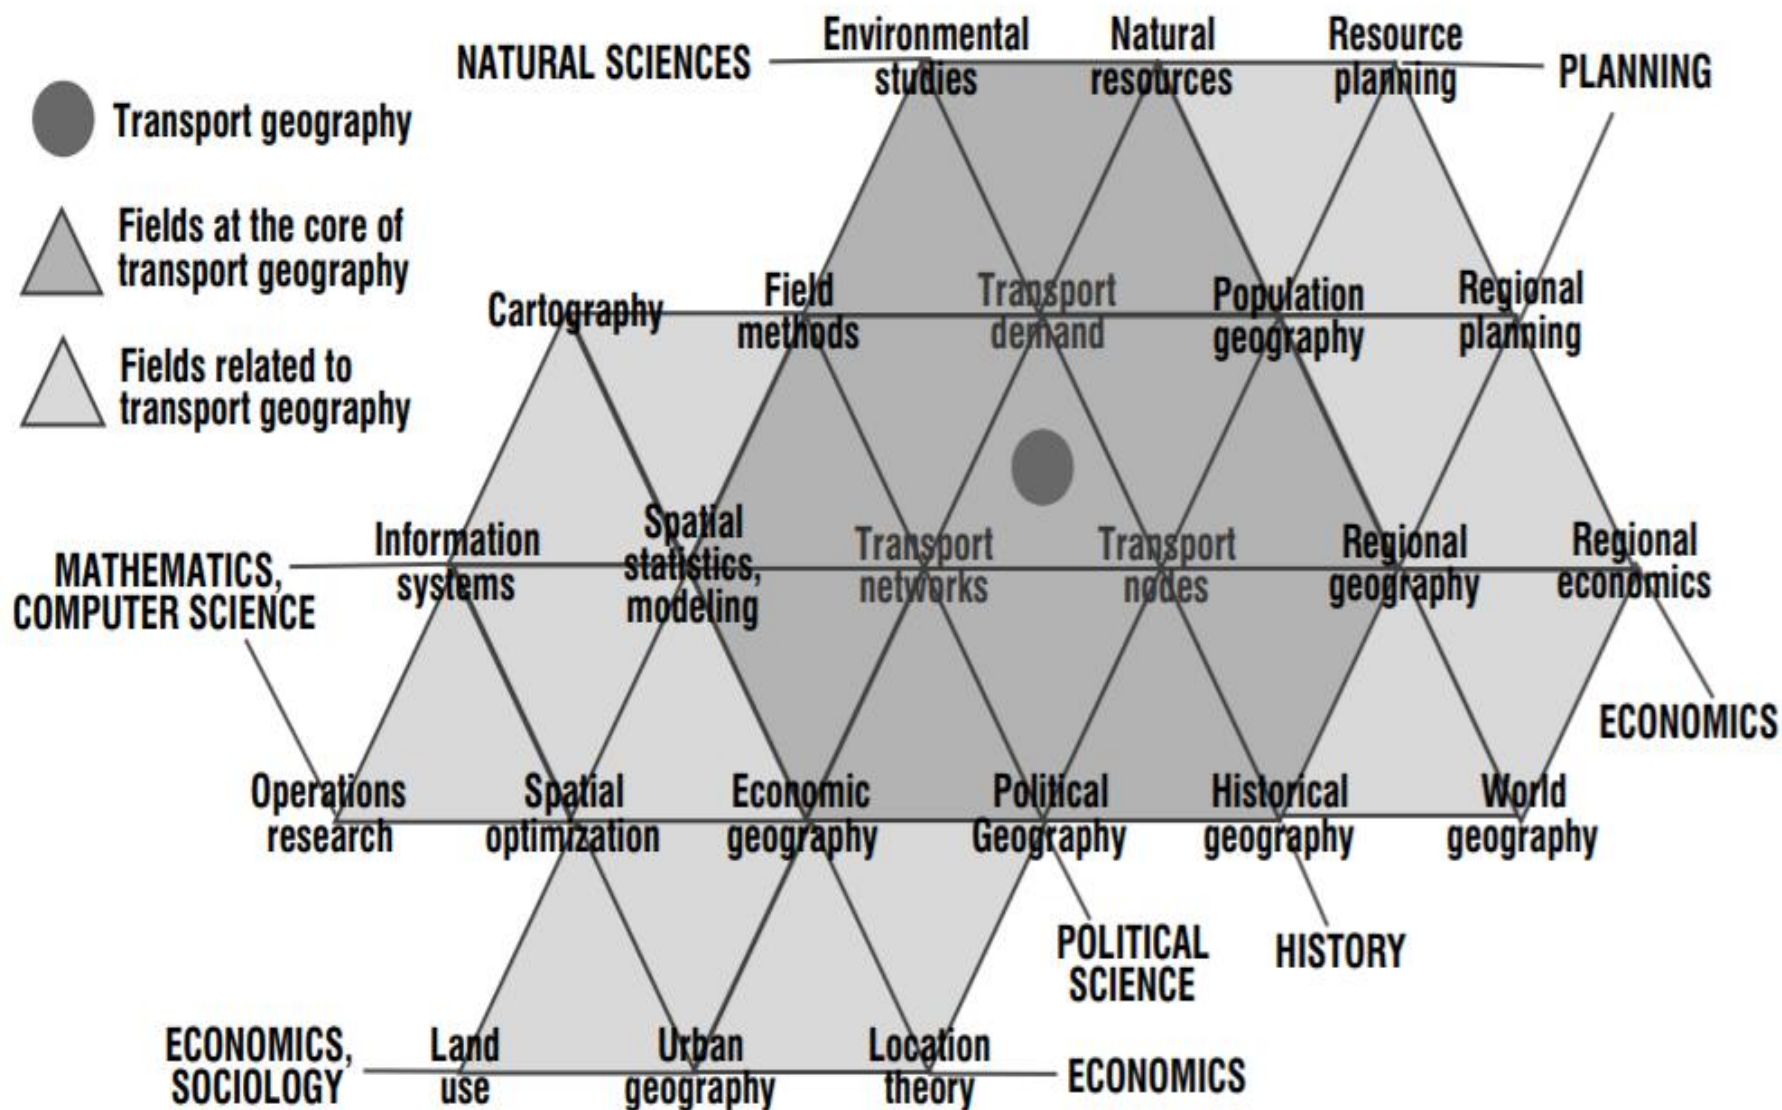 NATURAL SCIENCES
Environmental
studies
Natural
resources
Resource
planning
PLANNING
Transport geography
Fields at the core of
transport geography
Fields related to
transport geography
Cartography
Field
methods
Transport
demand
Population
geography
Regional
planning
MATHEMATICS,
COMPUTER SCIENCE
Information
systems
Spatial
statistics,
modeling
Transport
networks
Transport
nodes
Regional
geography
Regional
economics
ECONOMICS
Operations
research
Spatial
optimization
Economic
geography
Political
Geography
Historical
geography
World
geography
POLITICAL
SCIENCE
HISTORY
ECONOMICS,
SOCIOLOGY
Land
use
Urban
geography
Location
theory
ECONOMICS